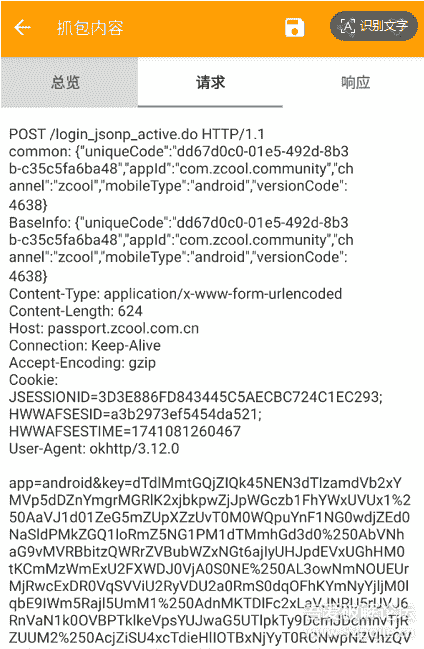 抓包内容
识别文字
总览
请求
响应
POST /login_jsonp_active.do HTTP/1.1
common: {"uniqueCode":"dd67d0c0-01e5-492d-8b3
b-c35c5fa6ba48","appId":"com.zcool.community","ch
annel":"zcool","mobileType":"android","versionCode":
4638}
BaseInfo: {"uniqueCode":"dd67d0c0-01e5-492d-8b3
b-c35c5fa6ba48","appId":"com.zcool.community","ch
annel":"zcool","mobileType":"android","versionCode":
4638}
Content-Type: application/x-www-form-urlencoded
Content-Length: 624
Host: passport.zcool.com.cn
Connection: Keep-Alive
Accept-Encoding: gzip
Cookie:
JSESSIONID=3D3E886FD843445C5AECBC724C1EC293;
HWWAFSESID=a3b2973ef5454da521;
HWWAFSESTIME=1741081260467
User-Agent: okhttp/3.12.0
app=android&key=dTdlMmtGQjZIQk45NEN3dTlzamdVb2xY
MVp5dDZnYmgrMGRlK2xjbkpwZjJpWGczb1FhYWxUVUx1%2
50AaVJ1d01ZeG5mZUpXZzUvT0M0WQpuYnF1NG0wdjZEd0
NaSldPMkZGQ1loRmZ5NG1PM1dTMmhGd3d0%250AbVNh
aG9vMVRBbitzQWRrZVBubWZxNGt6ajlyUHJpdEVxUGhHM0
tKCmMzWmExU2FXWDJ0VjA0S0NE%250AL3owNmNOUEUr
MjRwcExDR0VqSVViU2RyVDU2a0RmS0dqOFhKYmNyYjljM0l
qbE9IWm5Rajl5UmM1%250AdnMKTDlFc2xLaVJNRU5rUVJ6
RnVaN1k0OVBPTklkeVpsYUJwaG5UTlpkTy9DcmJDcmhvTjR
ZUUM2%250AcjZiSU4xcTdieHlIOTBxNjYyT0RCNwpNZVhzQV